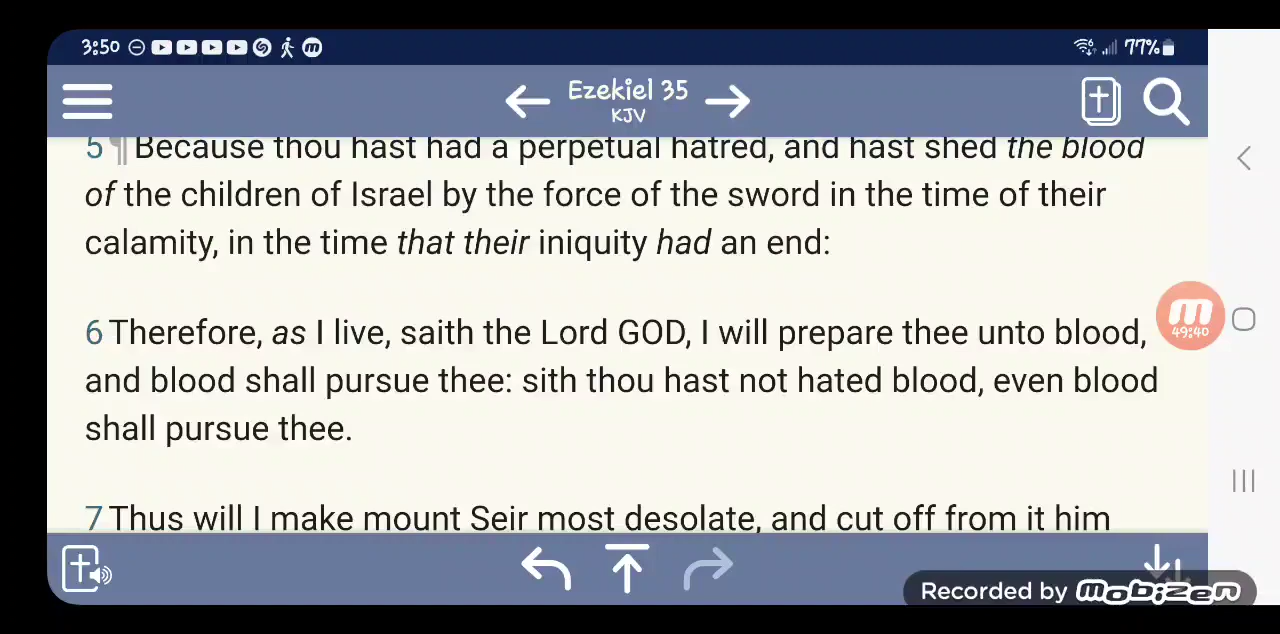 3:50 77%
Ezekiel 35
KJV
5 ¶ Because thou hast had a perpetual hatred, and hast shed the blood
of the children of Israel by the force of the sword in the time of their
calamity, in the time that their iniquity had an end:
49:40
6 Therefore, as I live, saith the Lord GOD, I will prepare thee unto blood,
and blood shall pursue thee: sith thou hast not hated blood, even blood
shall pursue thee.
7 Thus will I make mount Seir most desolate, and cut off from it him
Recorded by Mobizen